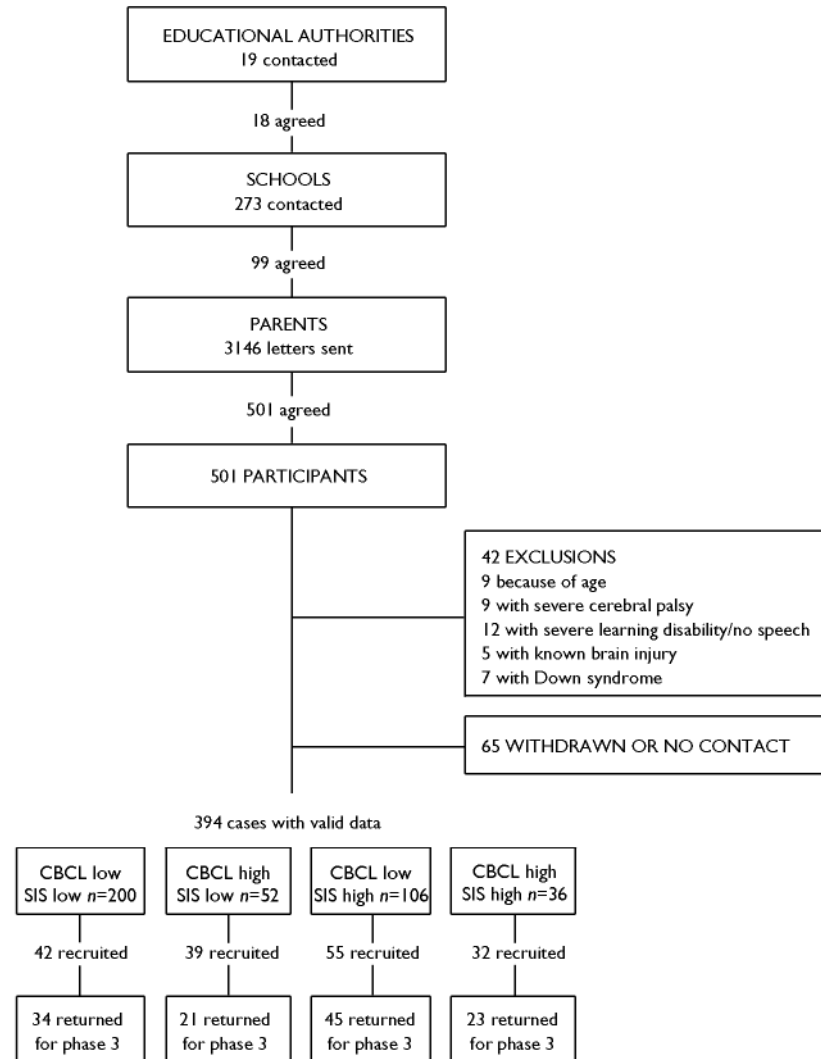 EDUCATIONAL AUTHORITIES
19 contacted
18 agreed
SCHOOLS
273 contacted
99 agreed
PARENTS
3146 letters sent
501 agreed
501 PARTICIPANTS
42 EXCLUSIONS
9 because of age
9 with severe cerebral palsy
12 with severe learning disability/no speech
5 with known brain injury
7 with Down syndrome
65 WITHDRAWN OR NO CONTACT
394 cases with valid data
CBCL low
SIS low n=200
CBCL high
SIS low n=52
CBCL low
SIS high n=106
CBCL high
SIS high n=36
42 recruited
39 recruited
55 recruited
32 recruited
34 returned
for phase 3
21 returned
for phase 3
45 returned
for phase 3
23 returned
for phase 3